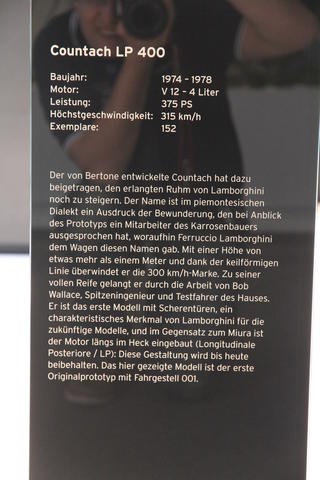 Countach LP 400
Baujahr: 1974 – 1978
Motor: V 12 – 4 Liter
Leistung: 375 PS
Höchstgeschwindigkeit: 315 km/h
Exemplare: 152
Der von Bertone entwickelte Countach hat dazu
beigetragen, den erlangten Ruhm von Lamborghini
noch zu steigern. Der Name ist im piemontesischen
Dialekt ein Ausdruck der Bewunderung, den bei Anblick
des Prototyps ein Mitarbeiter des Karrosenbauers
ausgesprochen hat, woraufhin Ferruccio Lamborghini
dem Wagen diesen Namen gab. Mit einer Höhe von
etwas mehr als einem Meter und dank der keilförmigen
Linie überwindet er die 300 km/h-Marke. Zu seiner
vollen Reife gelangt er durch die Arbeit von Bob
Wallace, Spitzeningenieur und Testfahrer des Hauses.
Er ist das erste Modell mit Scherentüren, ein
charakteristisches Merkmal von Lamborghini für die
zukünftige Modelle, und im Gegensatz zum Miura ist
der Motor längs im Heck eingebaut (Longitudinale
Posteriore / LP): Diese Gestaltung wird bis heute
beibehalten. Das hier gezeigte Modell ist der erste
Originalprototyp mit Fahrgestell 001.